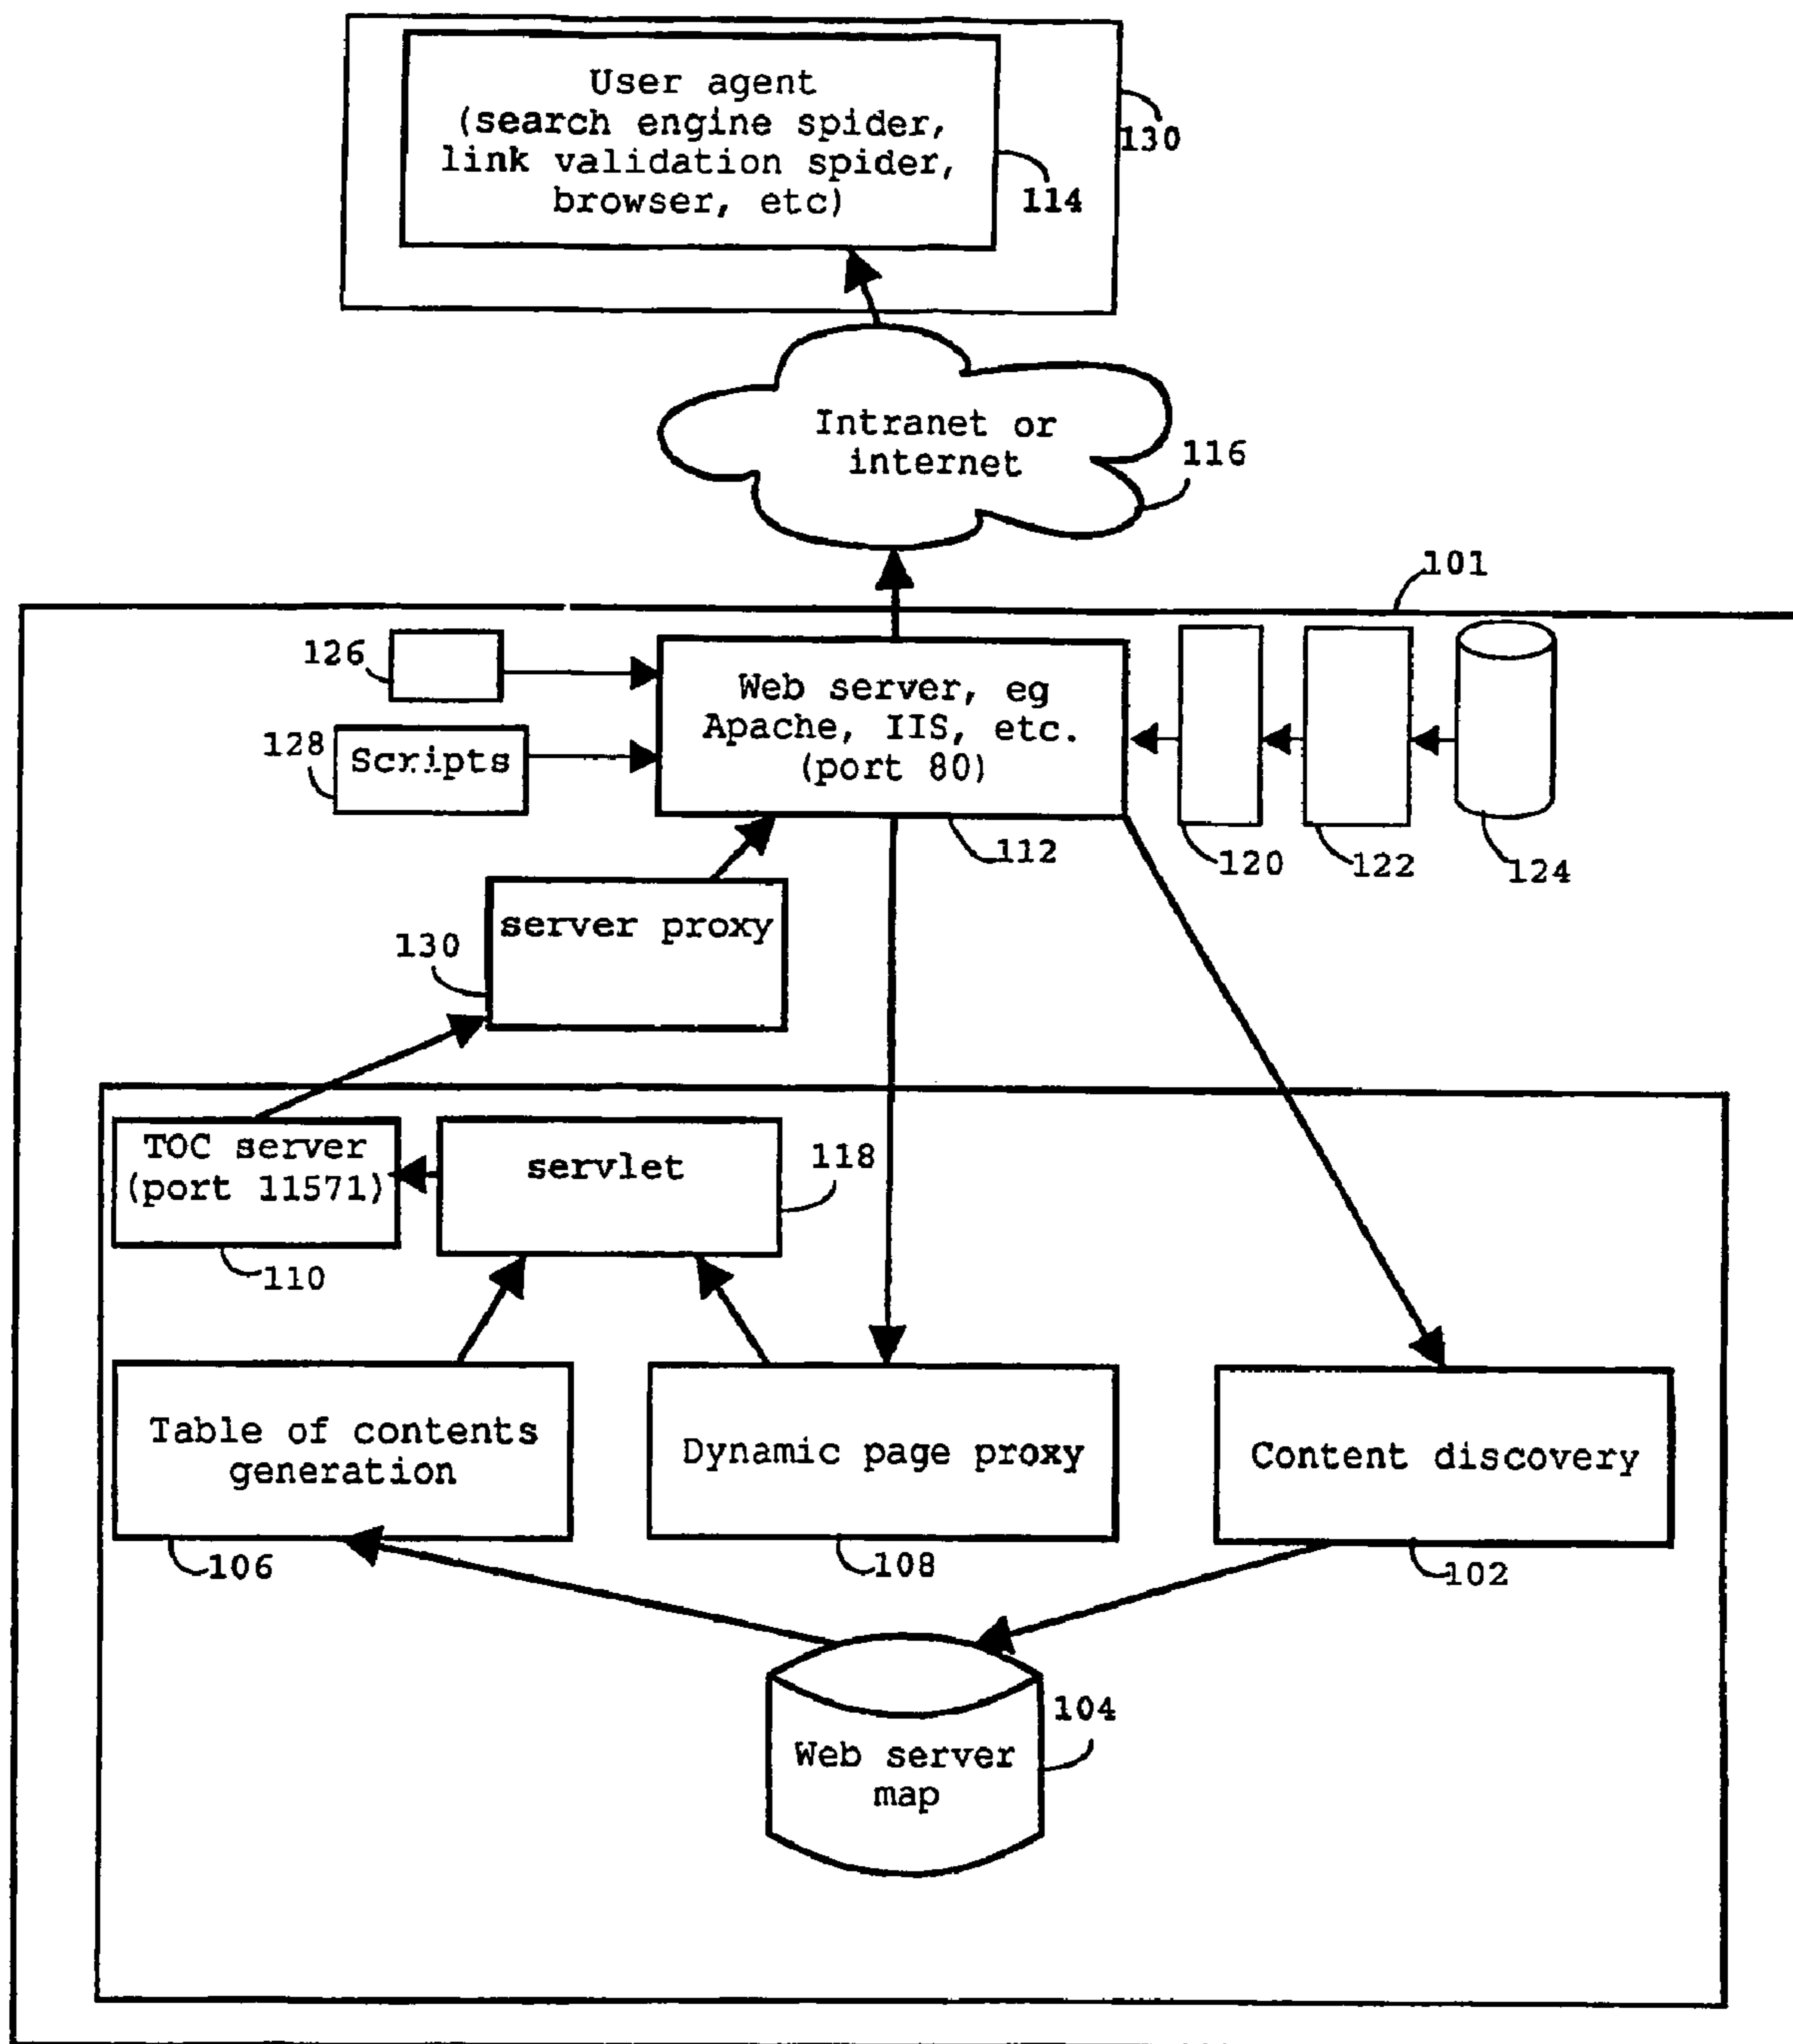 User agent
(search engine spider,
link validation spider,
browser, etc)
130
114
Intranet or
internet
116
101
126
Web server, eg
Apache, IIS, etc.
(port 80)
128
Scripts
112
120
122
124
server proxy
130
TOC server
(port 11571)
servlet
118
110
Table of contents
generation
Dynamic page proxy
Content discovery
106
108
102
104
Web server
map